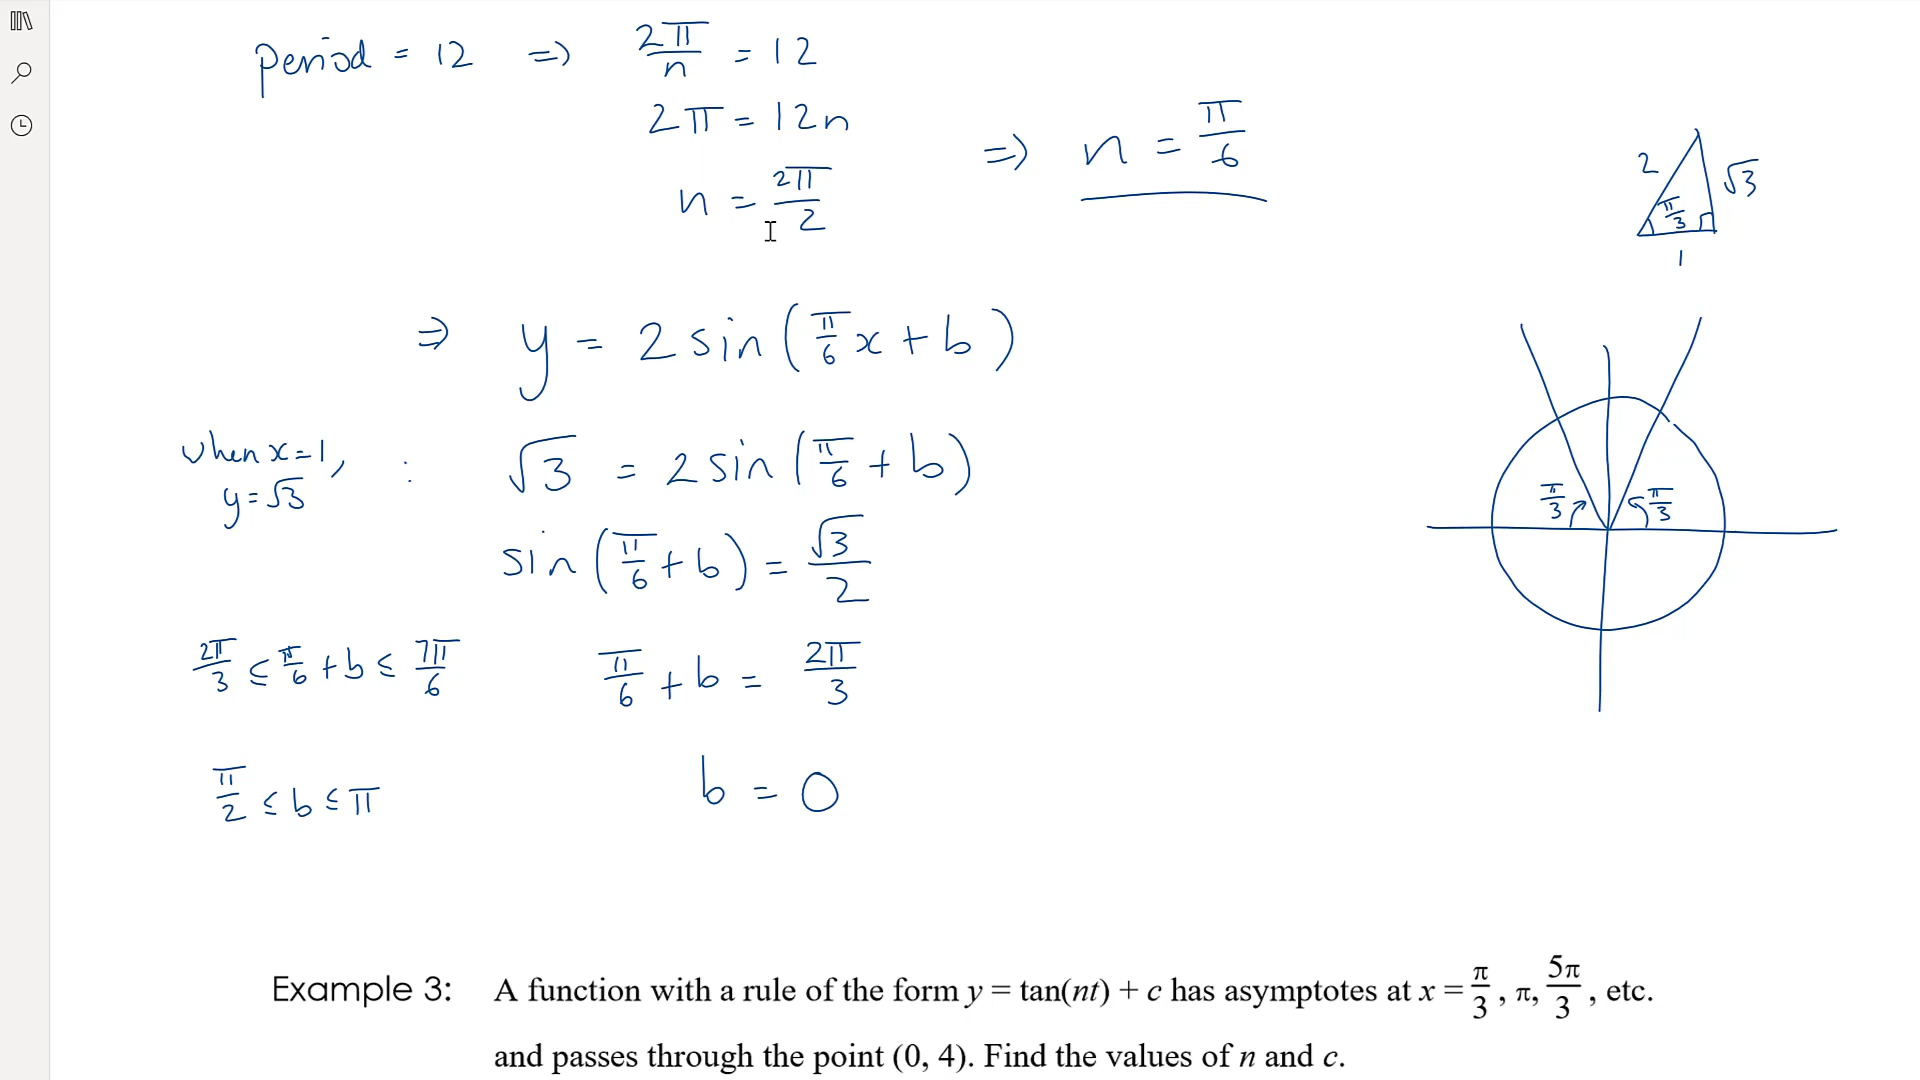 period = 12 ⇒ 2π/n = 12
2π = 12n
⇒ n = π/6
n = 2π/2
2 √3
π/3
1
⇒ y = 2 sin(π/6 x + b)
when x = 1, y = √3 : √3 = 2 sin(π/6 + b)
sin(π/6 + b) = √3/2
π/3 π/3
2π/3 ≤ π/6 + b ≤ 7π/6 π/6 + b = 2π/3
π/2 ≤ b ≤ π b = 0
Example 3: A function with a rule of the form y = tan(nt) + c has asymptotes at x = π/3, π, 5π/3, etc.
and passes through the point (0, 4). Find the values of n and c.